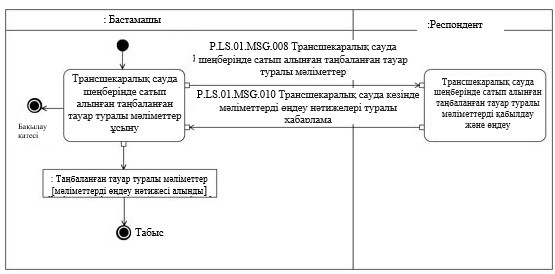 : Бастамашы
:Респондент
P.LS.01.MSG.008 Трансшекаралық сауда
шеңберінде сатып алынған таңбаланған тауар
туралы мәліметтер
Трансшекаралық сауда
шеңберінде сатып
алынған таңбаланған
тауар туралы мәліметтер
ұсыну
P.LS.01.MSG.010 Трансшекаралық сауда кезінде
мәліметтерді өңдеу нәтижелері туралы
хабарлама
Трансшекаралық сауда
шеңберінде сатып алынған
таңбаланған тауар туралы
мәліметтерді қабылдау
және өңдеу
Бақылау
қатесі
: Таңбаланған тауар туралы мәліметтер
[мәліметтерді өңдеу нәтижесі алынды]
Табыс